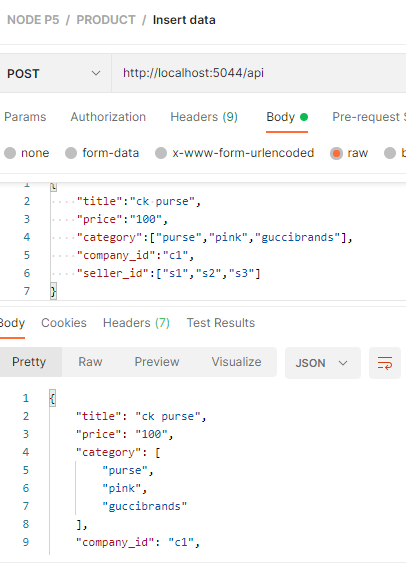 NODE P5 / PRODUCT / Insert data
POST http://localhost:5044/api
Params Authorization Headers (9) Body Pre-request S
none form-data x-www-form-urlencoded raw b
1 {
2 "title":"ck purse",
3 "price":"100",
4 "category":["purse","pink","guccibrands"],
5 "company_id":"c1",
6 "seller_id":["s1","s2","s3"]
7 }
Body Cookies Headers (7) Test Results
Pretty Raw Preview Visualize JSON
1 {
2 "title": "ck purse",
3 "price": "100",
4 "category": [
5 "purse",
6 "pink",
7 "guccibrands"
8 ],
9 "company_id": "c1",